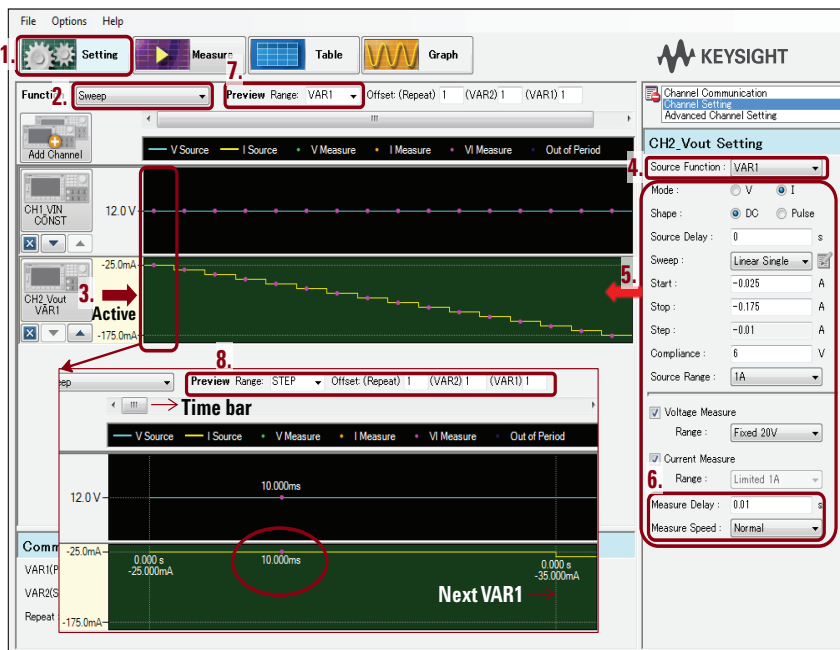 File Options Help
1. Setting Measure Table Graph
KEYSIGHT
7.
Function 2. Sweep Preview Range: VAR1 Offset: (Repeat) 1 (VAR2) 1 (VAR1) 1
Channel Communication
Channel Setting
Advanced Channel Setting
Add Channel
V Source I Source V Measure I Measure VI Measure Out of Period
CH2_Vout Setting
4. Source Function : VAR1
CH1_VIN
CONST
12.0 V
Mode : V I
Shape : DC Pulse
Source Delay : 0 s
-25.0mA
Sweep : Linear Single
5.
Start : -0.025 A
CH2_Vout
VAR1
3.
Active
-175.0mA
Stop : -0.175 A
Step : -0.01 A
Compliance : 6 V
Source Range : 1A
8.
eep Preview Range: STEP Offset: (Repeat) 1 (VAR2) 1 (VAR1) 1
Time bar
V Source I Source V Measure I Measure VI Measure Out of Period
Voltage Measure
Range : Fixed 20V
Current Measure
6. Range : Limited 1A
Measure Delay : 0.01 s
Measure Speed : Normal
10.000ms
12.0 V
Comm
-25.0mA
0.000 s
-25.000mA
10.000ms
0.000 s
-35.000mA
VAR1(P
VAR2(S
Next VAR1
Repeat
-175.0mA